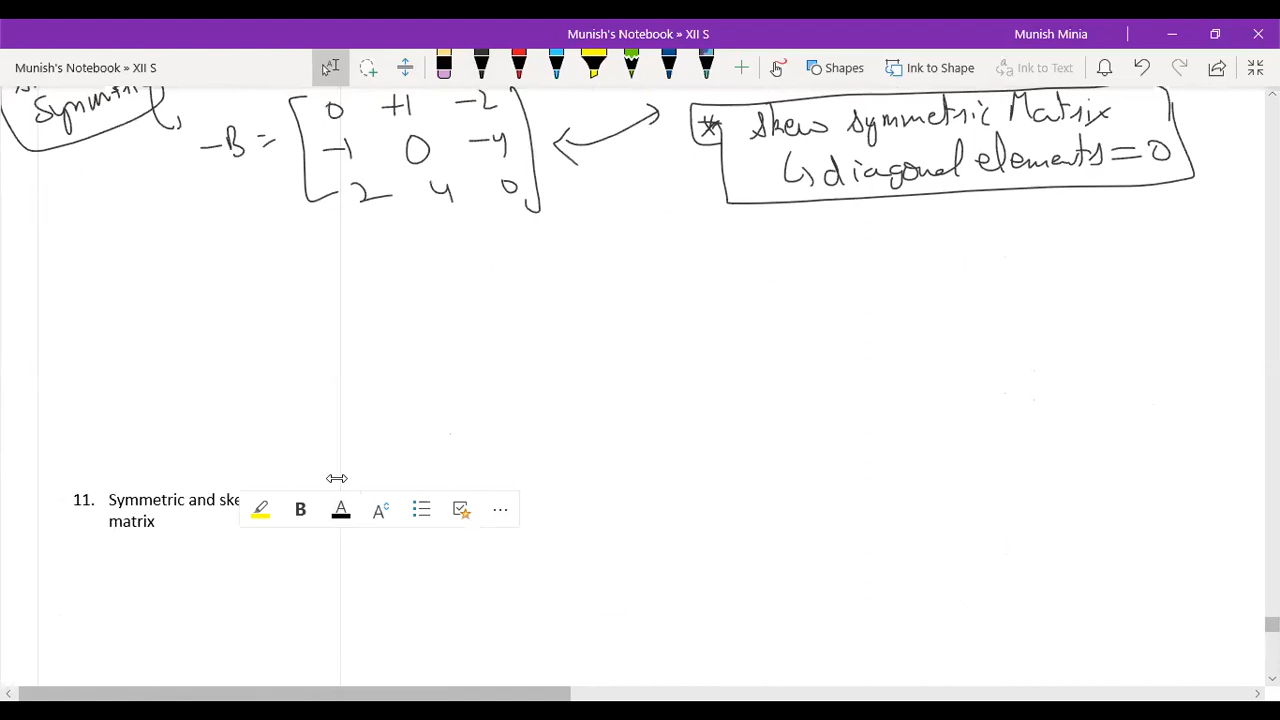 Munish's Notebook » XII S
Munish Minia
Munish's Notebook » XII S
Shapes
Ink to Shape
Ink to Text
Symmtric
-B =
0 +1 -2
-1 0 -4
2 4 0
* Skew symmetric Matrix
↳ diagonal elements = 0
11. Symmetric and ske
matrix
B A A ...